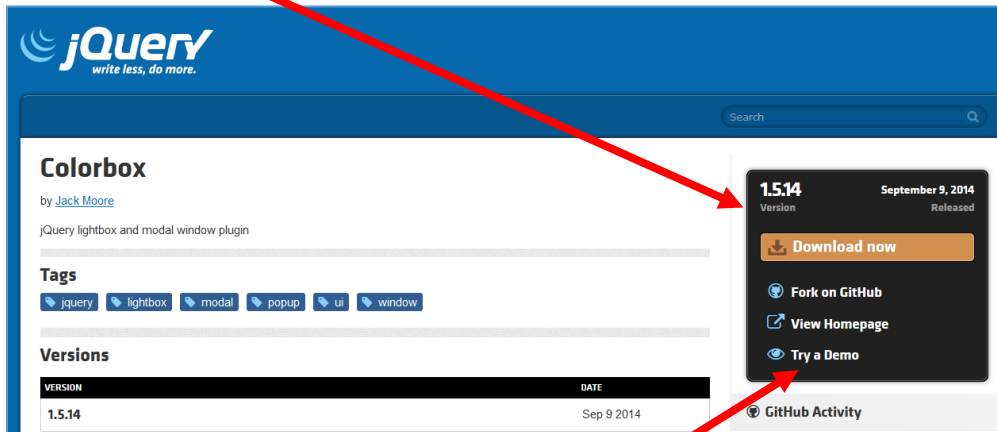 jQuery
write less, do more.
Search
Colorbox
by Jack Moore
jQuery lightbox and modal window plugin
Tags
jquery lightbox modal popup ui window
Versions
VERSION DATE
1.5.14 Sep 9 2014
1.5.14 September 9, 2014
Version Released
Download now
Fork on GitHub
View Homepage
Try a Demo
GitHub Activity